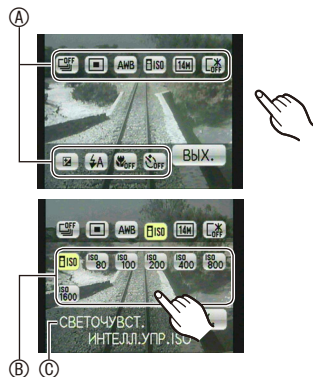 A
OFF AWB ISO 14M OFF
A OFF OFF ВЫХ.
OFF AWB ISO 14M OFF
ISO ISO 80 ISO 100 ISO 200 ISO 400 ISO 800
ISO 1600
СВЕТОЧУВСТ.
ИНТЕЛЛ.УПР.ISO
B C